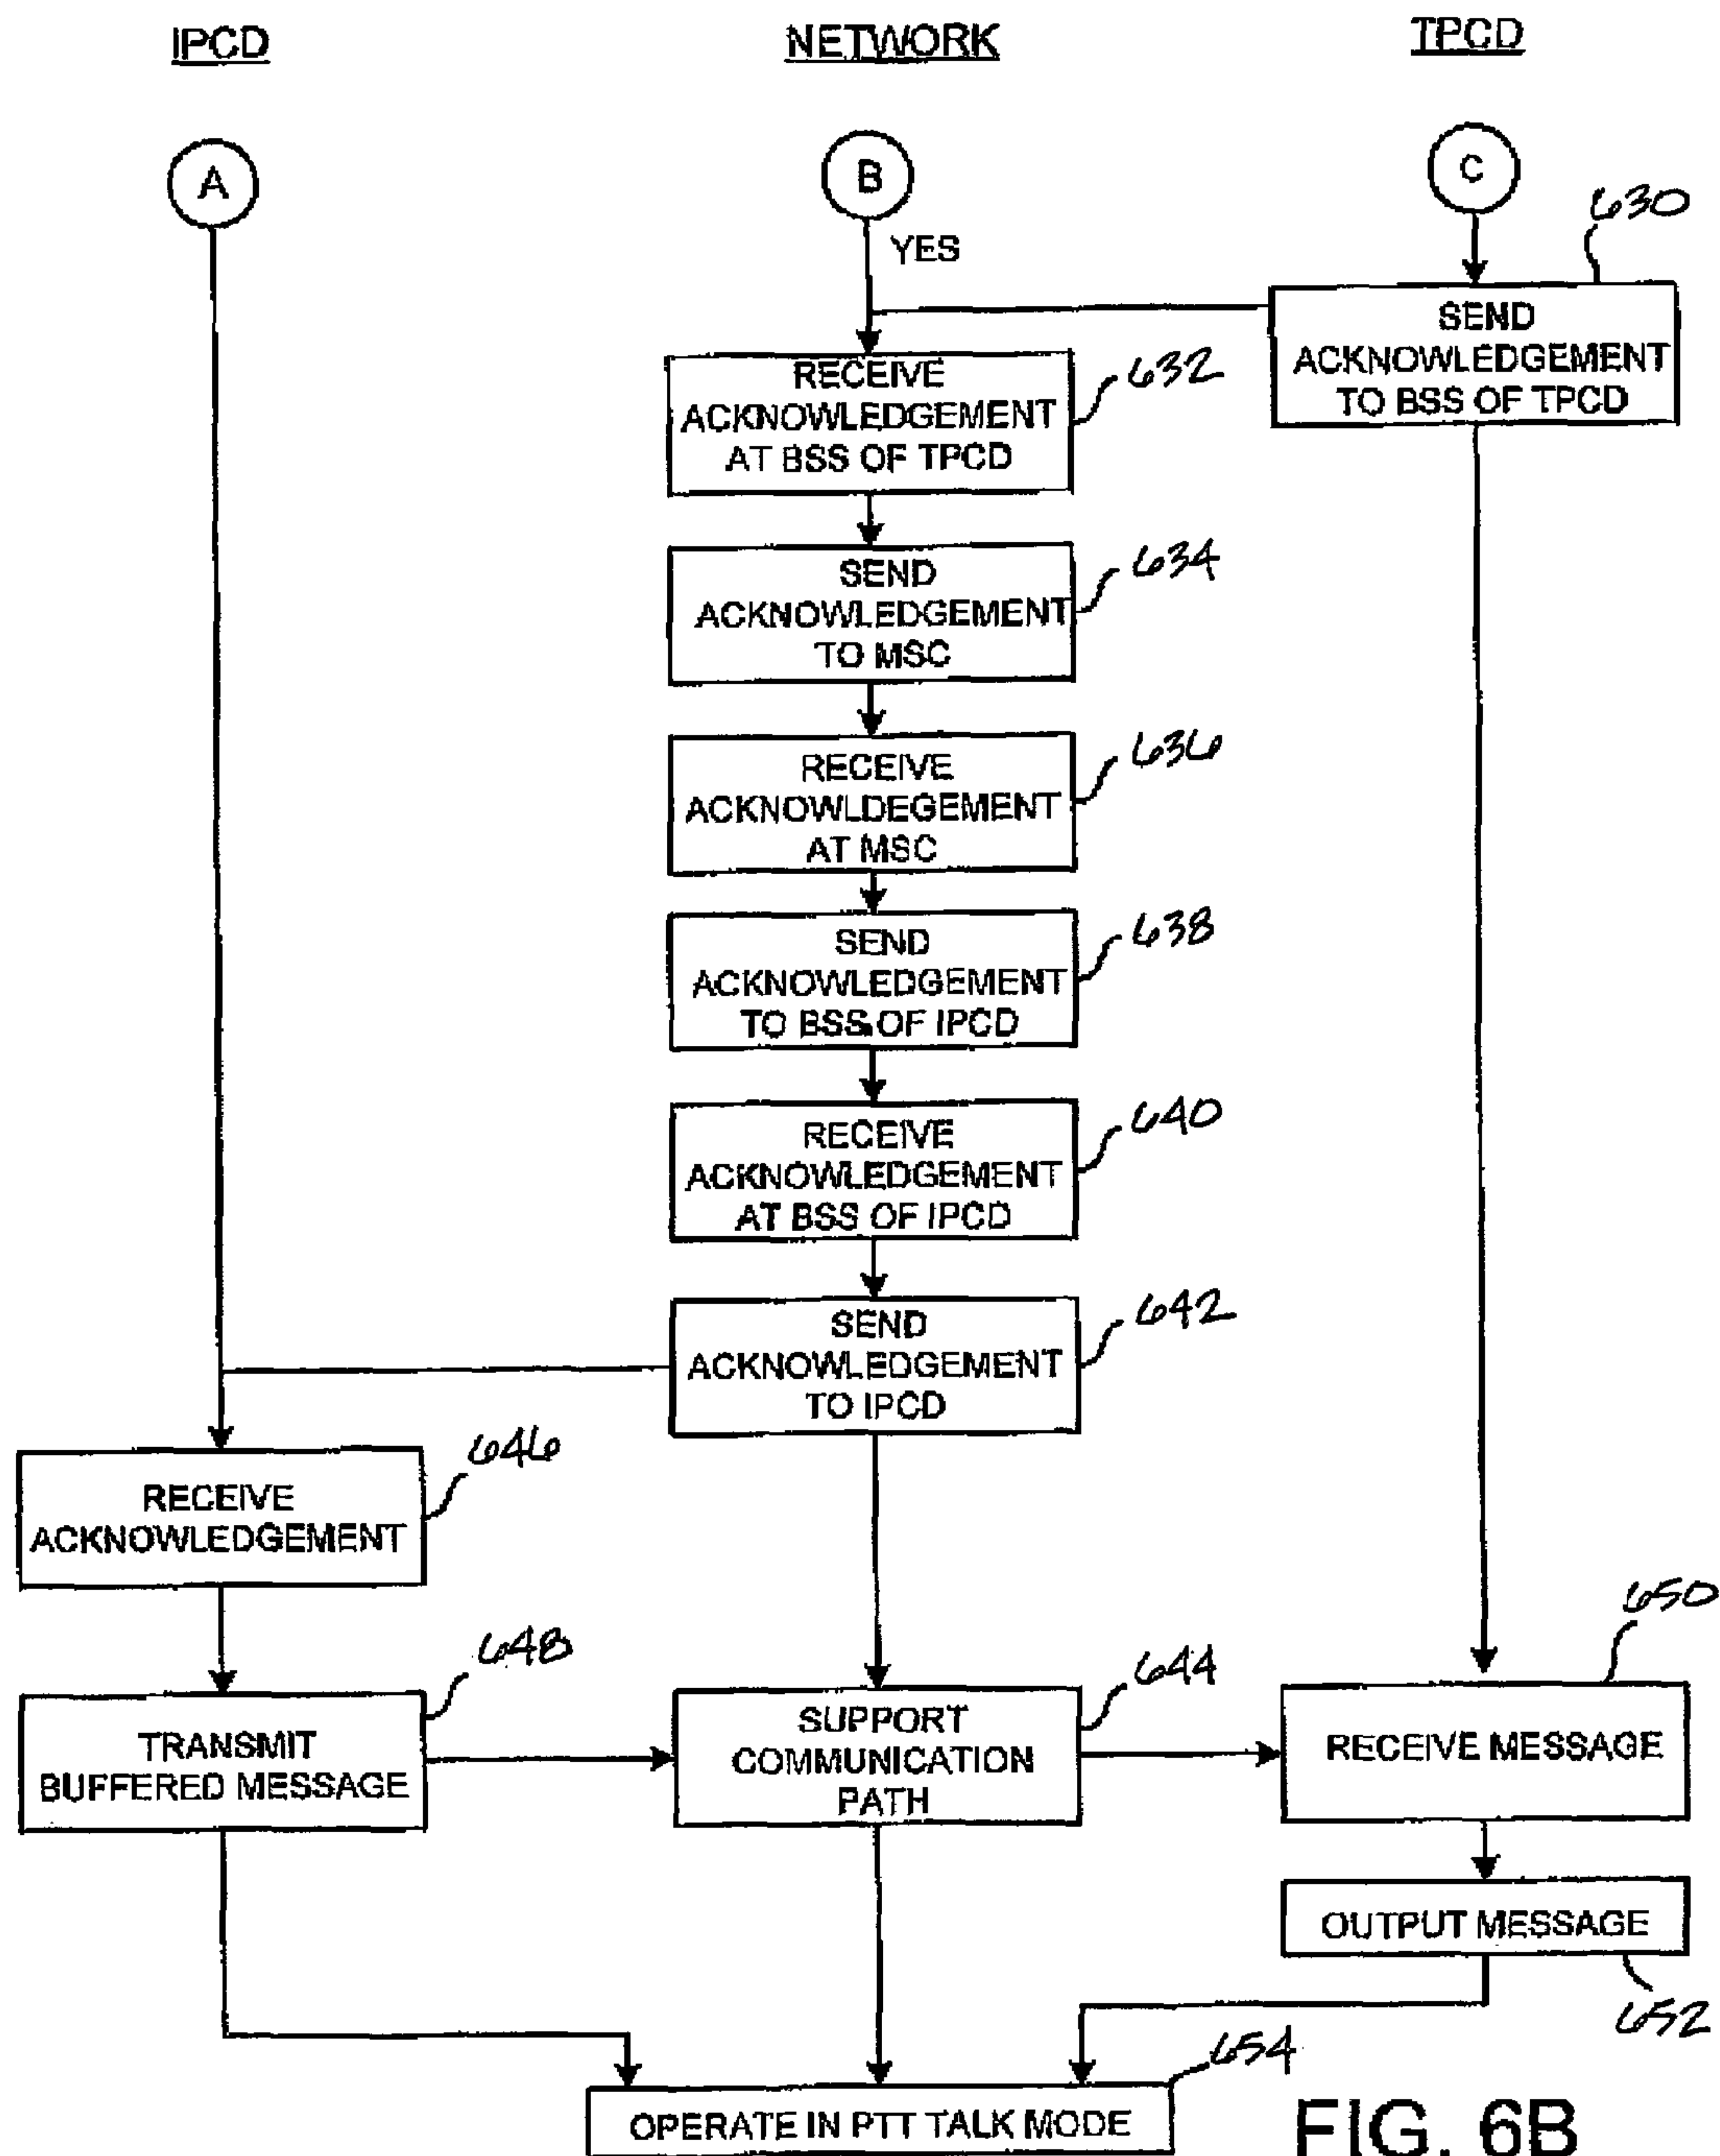 IPCD
NETWORK
TPCD
A
B
C
YES
630
SEND
ACKNOWLEDGEMENT
TO BSS OF TPCD
RECEIVE
ACKNOWLEDGEMENT
AT BSS OF TPCD
632
SEND
ACKNOWLEDGEMENT
TO MSC
634
RECEIVE
ACKNOWLDEGEMENT
AT MSC
636
SEND
ACKNOWLEDGEMENT
TO BSS OF IPCD
638
RECEIVE
ACKNOWLEDGEMENT
AT BSS OF IPCD
640
SEND
ACKNOWLEDGEMENT
TO IPCD
642
RECEIVE
ACKNOWLEDGEMENT
646
TRANSMIT
BUFFERED MESSAGE
648
SUPPORT
COMMUNICATION
PATH
644
RECEIVE MESSAGE
650
OUTPUT MESSAGE
652
OPERATE IN PTT TALK MODE
654
FIG. 6B